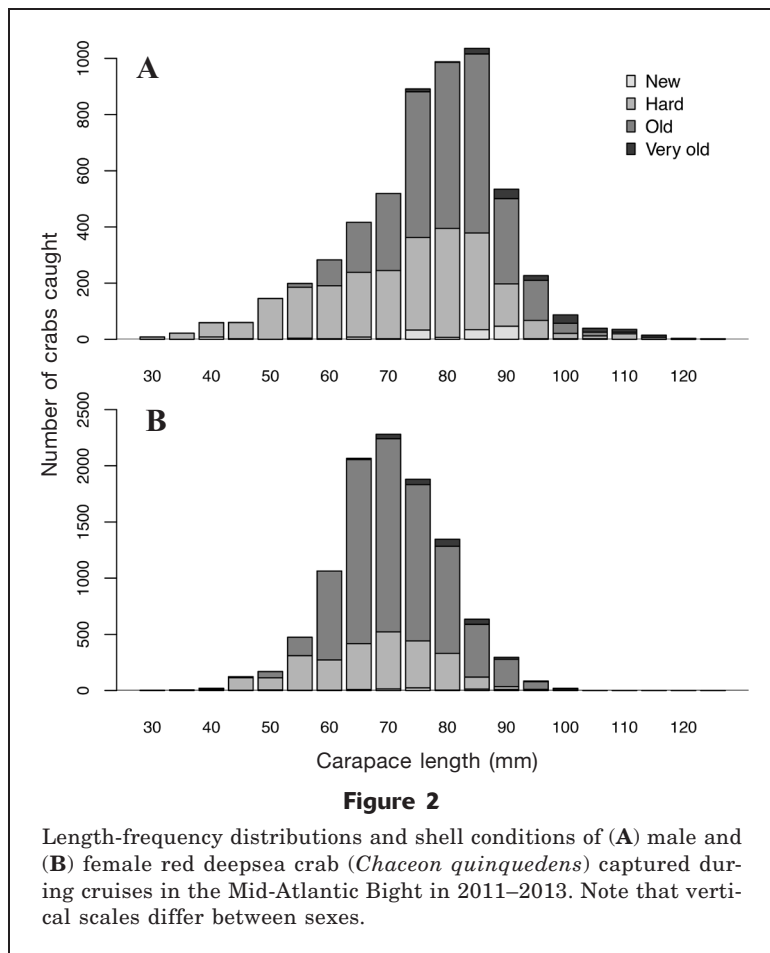 A
1000
800
600
400
200
0
New
Hard
Old
Very old
30 40 50 60 70 80 90 100 110 120
Number of crabs caught
B
2500
2000
1500
1000
500
0
30 40 50 60 70 80 90 100 110 120
Carapace length (mm)
Figure 2
Length-frequency distributions and shell conditions of (A) male and
(B) female red deepsea crab (Chaceon quinquedens) captured dur-
ing cruises in the Mid-Atlantic Bight in 2011–2013. Note that verti-
cal scales differ between sexes.